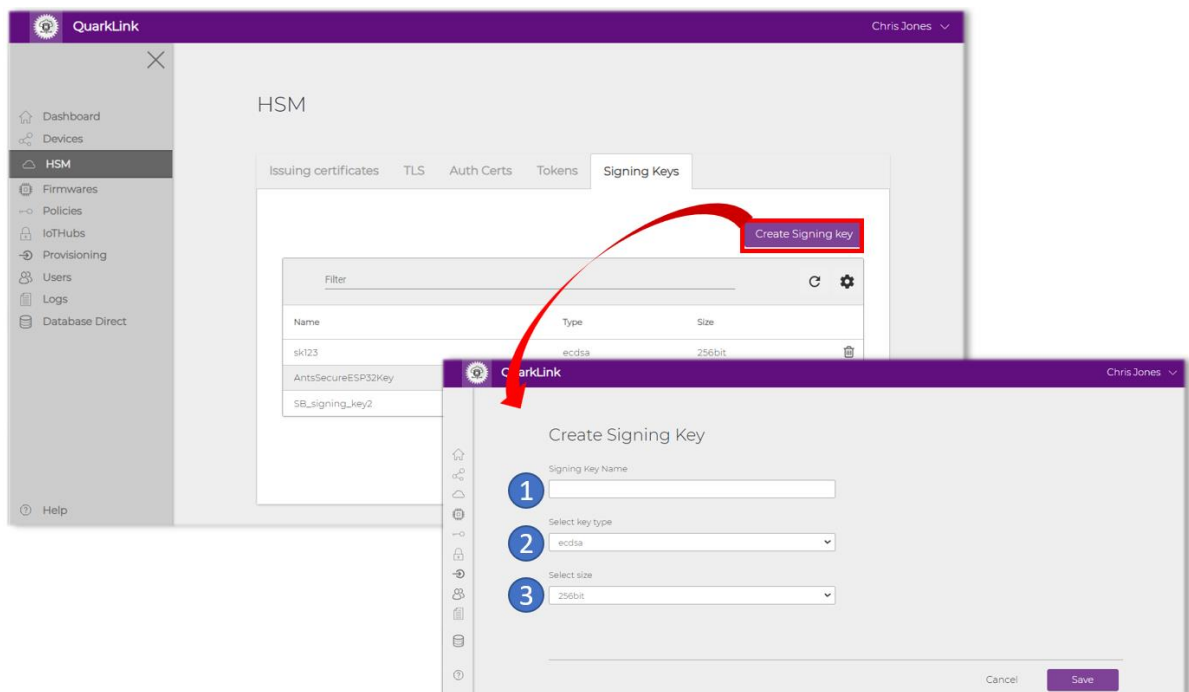 QuarkLink
Chris Jones
HSM
Dashboard
Devices
HSM
Firmwares
Policies
IoTHubs
Provisioning
Users
Logs
Database Direct
Help
Issuing certificates TLS Auth Certs Tokens Signing Keys
Create Signing key
Filter
Name Type Size
sk123 ecdsa 256bit
AntsSecureESP32Key
SB_signing_key2
QuarkLink
Chris Jones
Create Signing Key
Signing Key Name
1
Select key type
2 ecdsa
Select size
3 256bit
Cancel Save